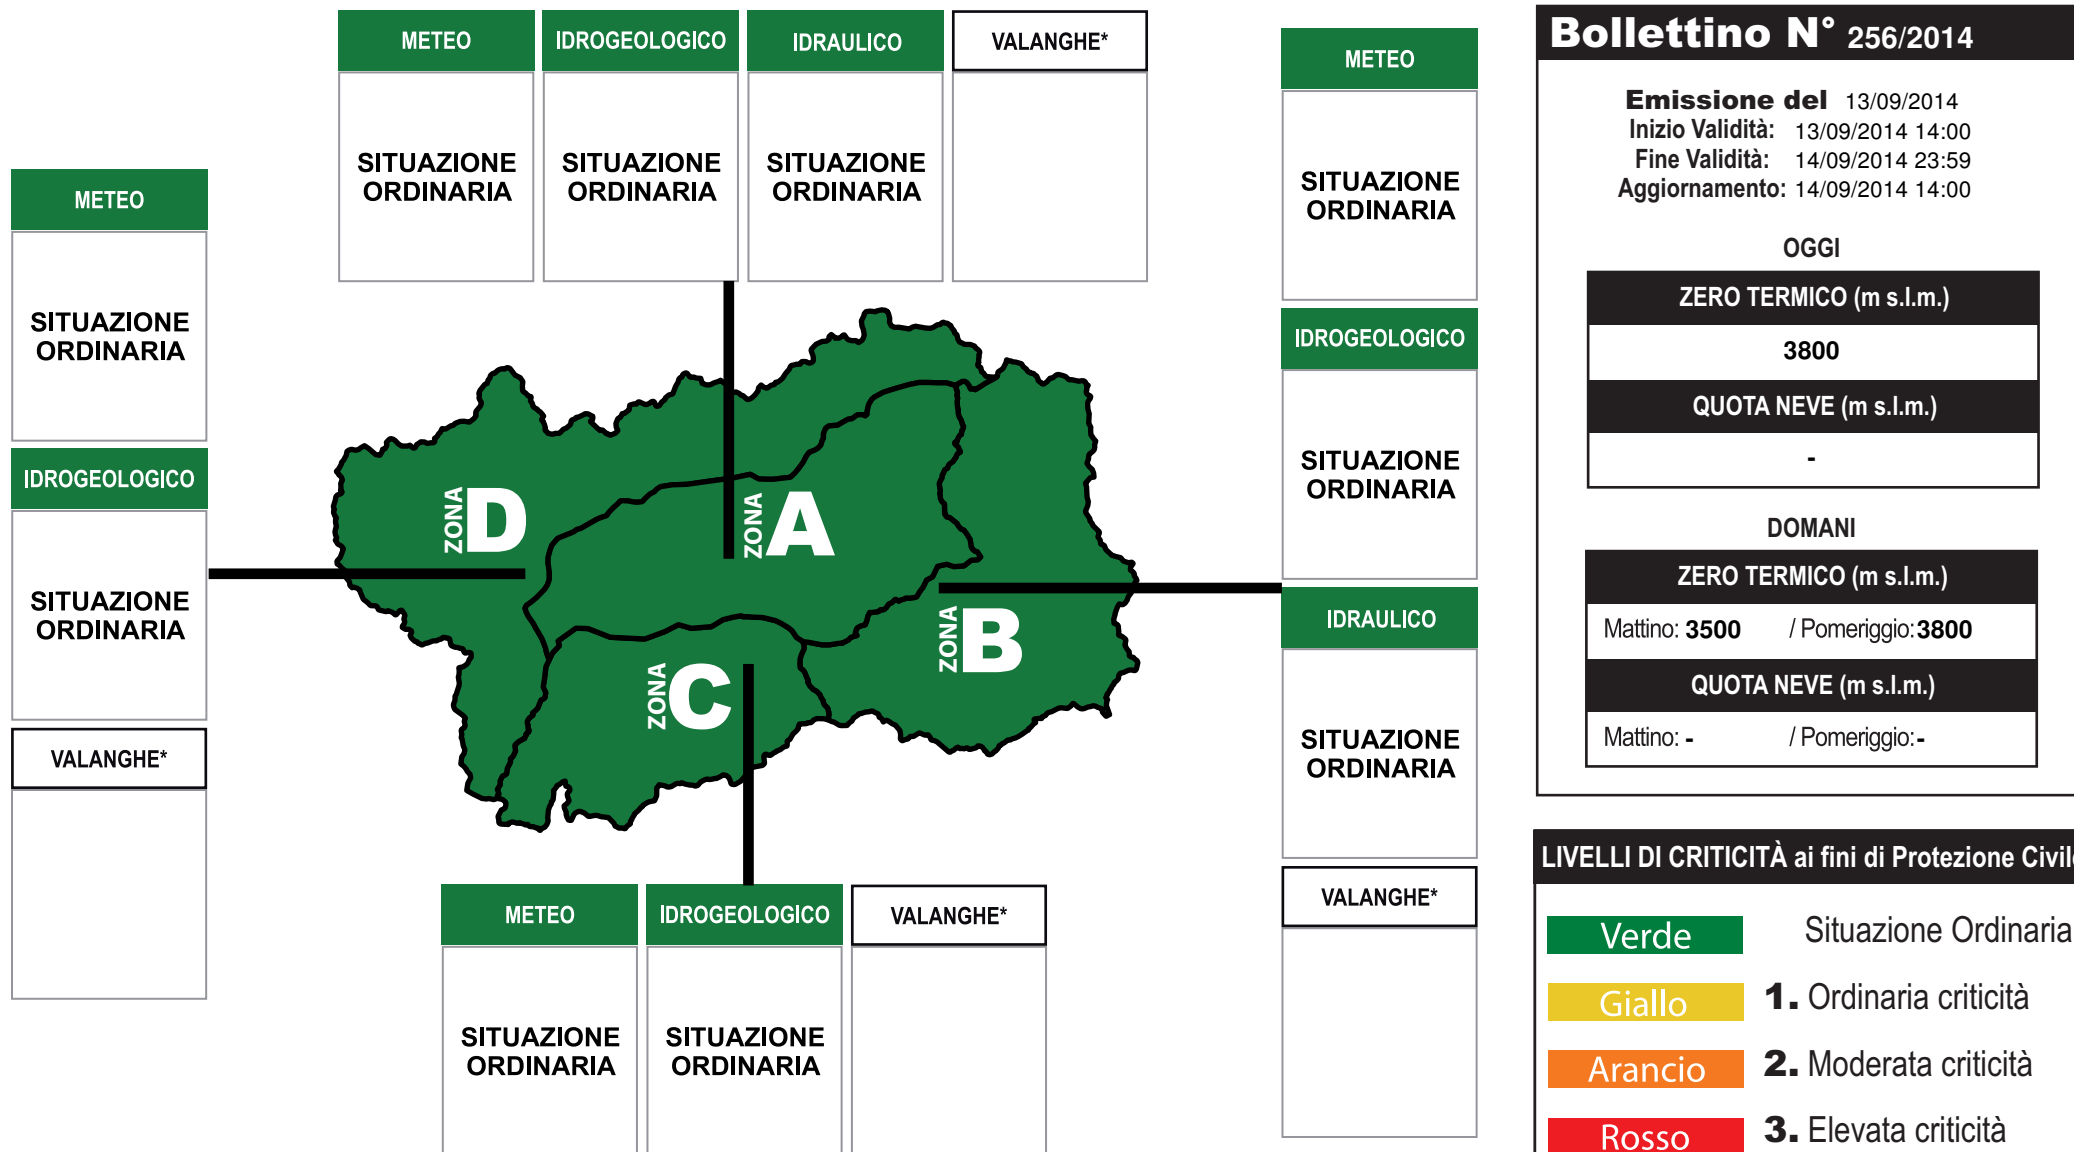 METEO IDROGEOLOGICO IDRAULICO VALANGHE*
SITUAZIONE ORDINARIA
SITUAZIONE ORDINARIA
SITUAZIONE ORDINARIA
METEO
SITUAZIONE
ORDINARIA
IDROGEOLOGICO
SITUAZIONE
ORDINARIA
VALANGHE*
ZONA D
ZONA A
ZONA B
ZONA C
METEO
SITUAZIONE
ORDINARIA
IDROGEOLOGICO
SITUAZIONE
ORDINARIA
IDRAULICO
SITUAZIONE
ORDINARIA
VALANGHE*
METEO IDROGEOLOGICO VALANGHE*
SITUAZIONE ORDINARIA
SITUAZIONE ORDINARIA
Bollettino N° 256/2014
Emissione del 13/09/2014
Inizio Validità: 13/09/2014 14:00
Fine Validità: 14/09/2014 23:59
Aggiornamento: 14/09/2014 14:00
OGGI
ZERO TERMICO (m s.l.m.)
3800
QUOTA NEVE (m s.l.m.)
-
DOMANI
ZERO TERMICO (m s.l.m.)
Mattino: 3500 / Pomeriggio: 3800
QUOTA NEVE (m s.l.m.)
Mattino: - / Pomeriggio: -
LIVELLI DI CRITICITÀ ai fini di Protezione Civile
Verde Situazione Ordinaria
Giallo 1. Ordinaria criticità
Arancio 2. Moderata criticità
Rosso 3. Elevata criticità